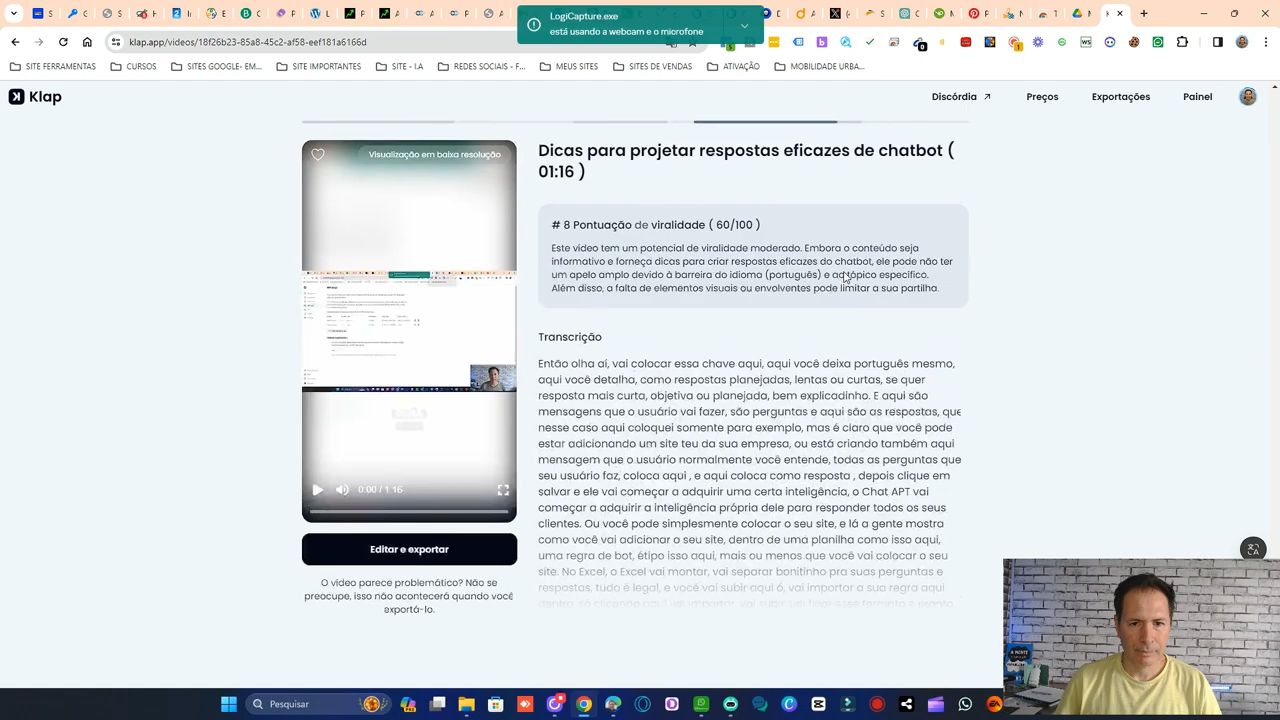 LogiCapture.exe
está usando a webcam e o microfone
SITES FERRAMENTAS
CURSOS
SITES GOOGLE- EM...
SITE IMPORTANTES
SITE - I.A
REDES SOCIAIS - F...
MEUS SITES
SITES DE VENDAS
ATIVAÇÃO
MOBILIDADE URBA...
Klap
Discórdia
Preços
Exportações
Painel
Visualização em baixa resolução
Dicas para projetar respostas eficazes de chatbot (
01:16 )
# 8 Pontuação de viralidade ( 60/100 )
Este vídeo tem um potencial de viralidade moderado. Embora o conteúdo seja
informativo e forneça dicas para criar respostas eficazes do chatbot, ele pode não ter
um apelo amplo devido à barreira do idioma (português) e ao nicho específico.
Além disso, a falta de elementos visuais envolventes pode limitar a sua partilha.
Transcrição
Então olha aí, vai colocar essa chave aqui, aqui você deixa português mesmo,
aqui você detalha, como respostas planejadas lentas ou curtas, se quer
resposta mais curta, objetiva ou planejada, bem explicadinho. E aqui são
mensagens que o usuário vai fazer, são perguntas e aqui são as respostas, que
nesse caso aqui coloquei somente para exemplo, mas é claro que você pode
estar adicionando um site teu da sua empresa, ou está criando também aqui
mensagem que o usuário normalmente você entende, todas as perguntas que
seu usuário faz, coloca aqui , e aqui coloca como resposta , depois clique em
salvar e ele vai começar a adquirir uma certa inteligência, o Chat APT vai
começar a adquirir a inteligência própria dele para responder todos os seus
clientes. Ou você pode simplesmente colocar o seu site, e lá a gente mostra
como você vai adicionar a seu site, dentro de uma planilha como isso aqui,
uma regra de bot, étipo isso aqui, mais ou menos que você vai colocar o seu
site. No Excel, o Excel vai montar, vai separar bonitinho pra suas perguntas e
respostas, tudo é legal, e você vai subir aqui ó, vai importar a sua regra aqui
0:00 / 1:16
Editar e exportar
O vídeo parece problemático? Não se
preocupe, isso não acontecerá quando você
exportá-lo.
Pesquisar